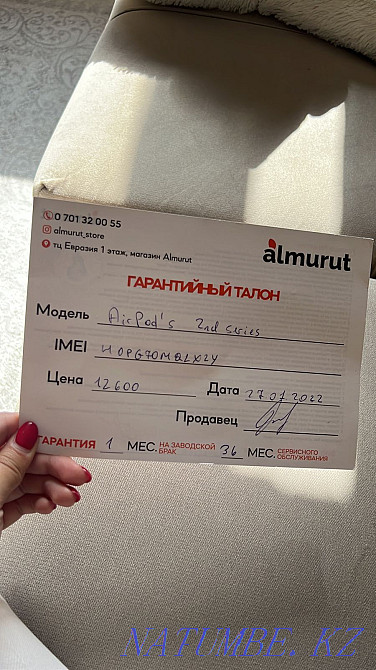 0 701 32 00 55
almurut_store
тц Евразия 1 этаж, магазин Almurut
almurut
ГАРАНТИЙНЫЙ ТАЛОН
Модель AirPod's 2nd series
IMEI H0PG70MQLX2Y
Цена 12600 Дата 27.01.2022
Продавец
ГАРАНТИЯ 1 МЕС. НА ЗАВОДСКОЙ БРАК 36 МЕС. СЕРВИСНОГО ОБСЛУЖИВАНИЯ
NATUMBE.KZ